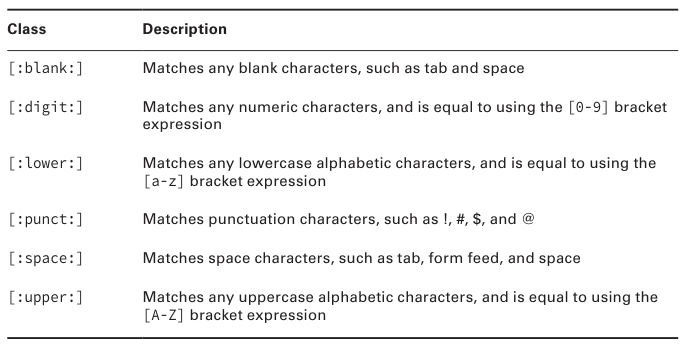 Class Description
[:blank:] Matches any blank characters, such as tab and space
[:digit:] Matches any numeric characters, and is equal to using the [0-9] bracket
expression
[:lower:] Matches any lowercase alphabetic characters, and is equal to using the
[a-z] bracket expression
[:punct:] Matches punctuation characters, such as !, #, $, and @
[:space:] Matches space characters, such as tab, form feed, and space
[:upper:] Matches any uppercase alphabetic characters, and is equal to using the
[A-Z] bracket expression